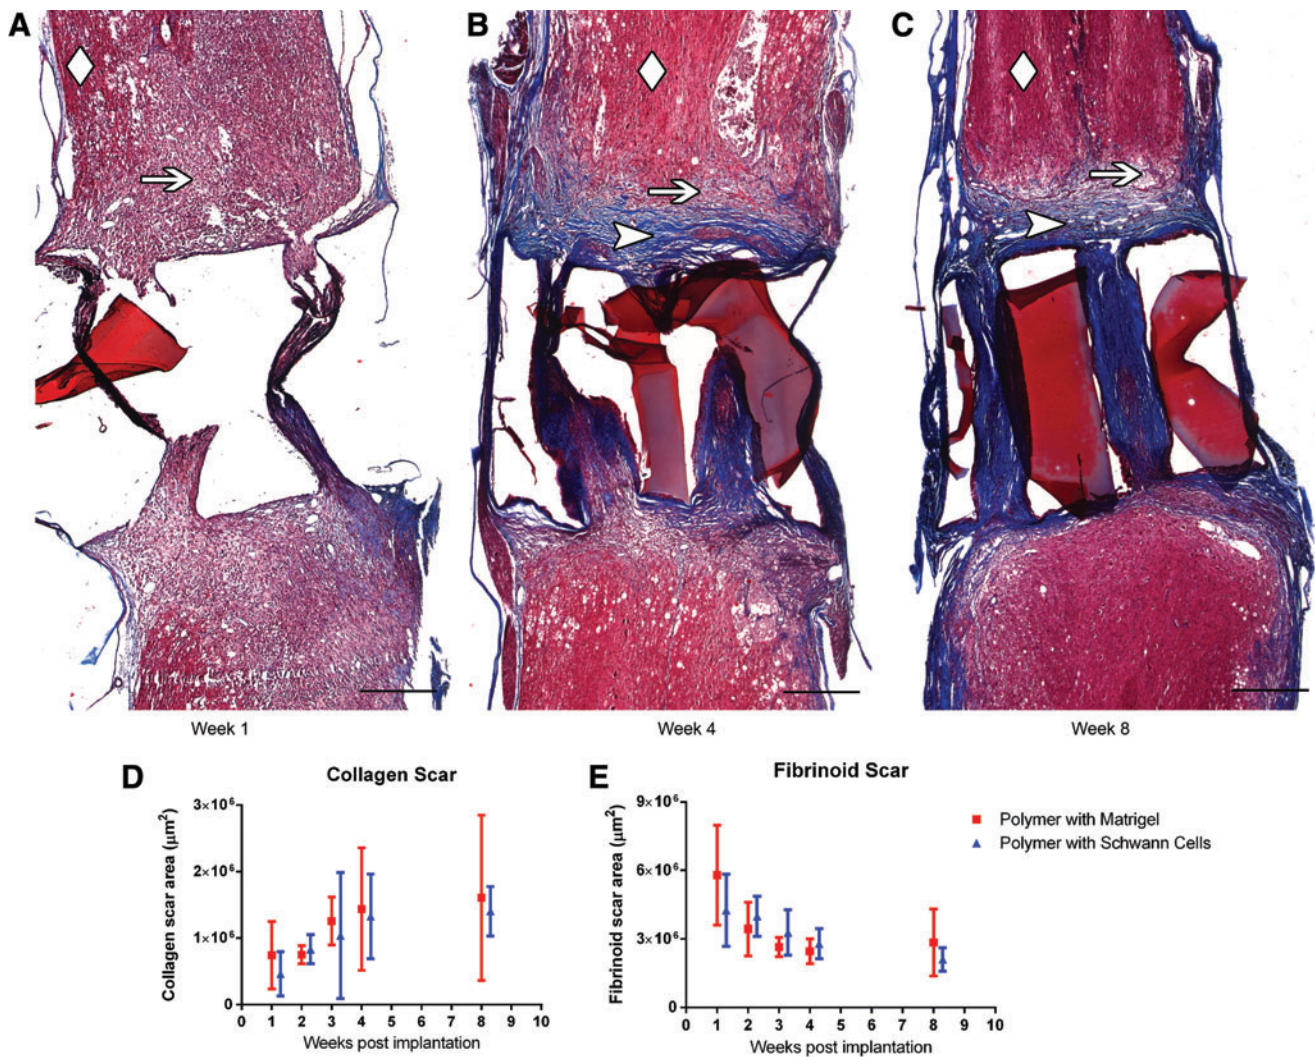 A
B
C
Week 1
Week 4
Week 8
D
Collagen Scar
Collagen scar area (μm²)
3×10⁶
2×10⁶
1×10⁶
0
0 1 2 3 4 5 6 7 8 9 10
Weeks post implantation
E
Fibrinoid Scar
Fibrinoid scar area (μm²)
9×10⁶
6×10⁶
3×10⁶
0
0 1 2 3 4 5 6 7 8 9 10
Weeks post implantation
Polymer with Matrigel
Polymer with Schwann Cells